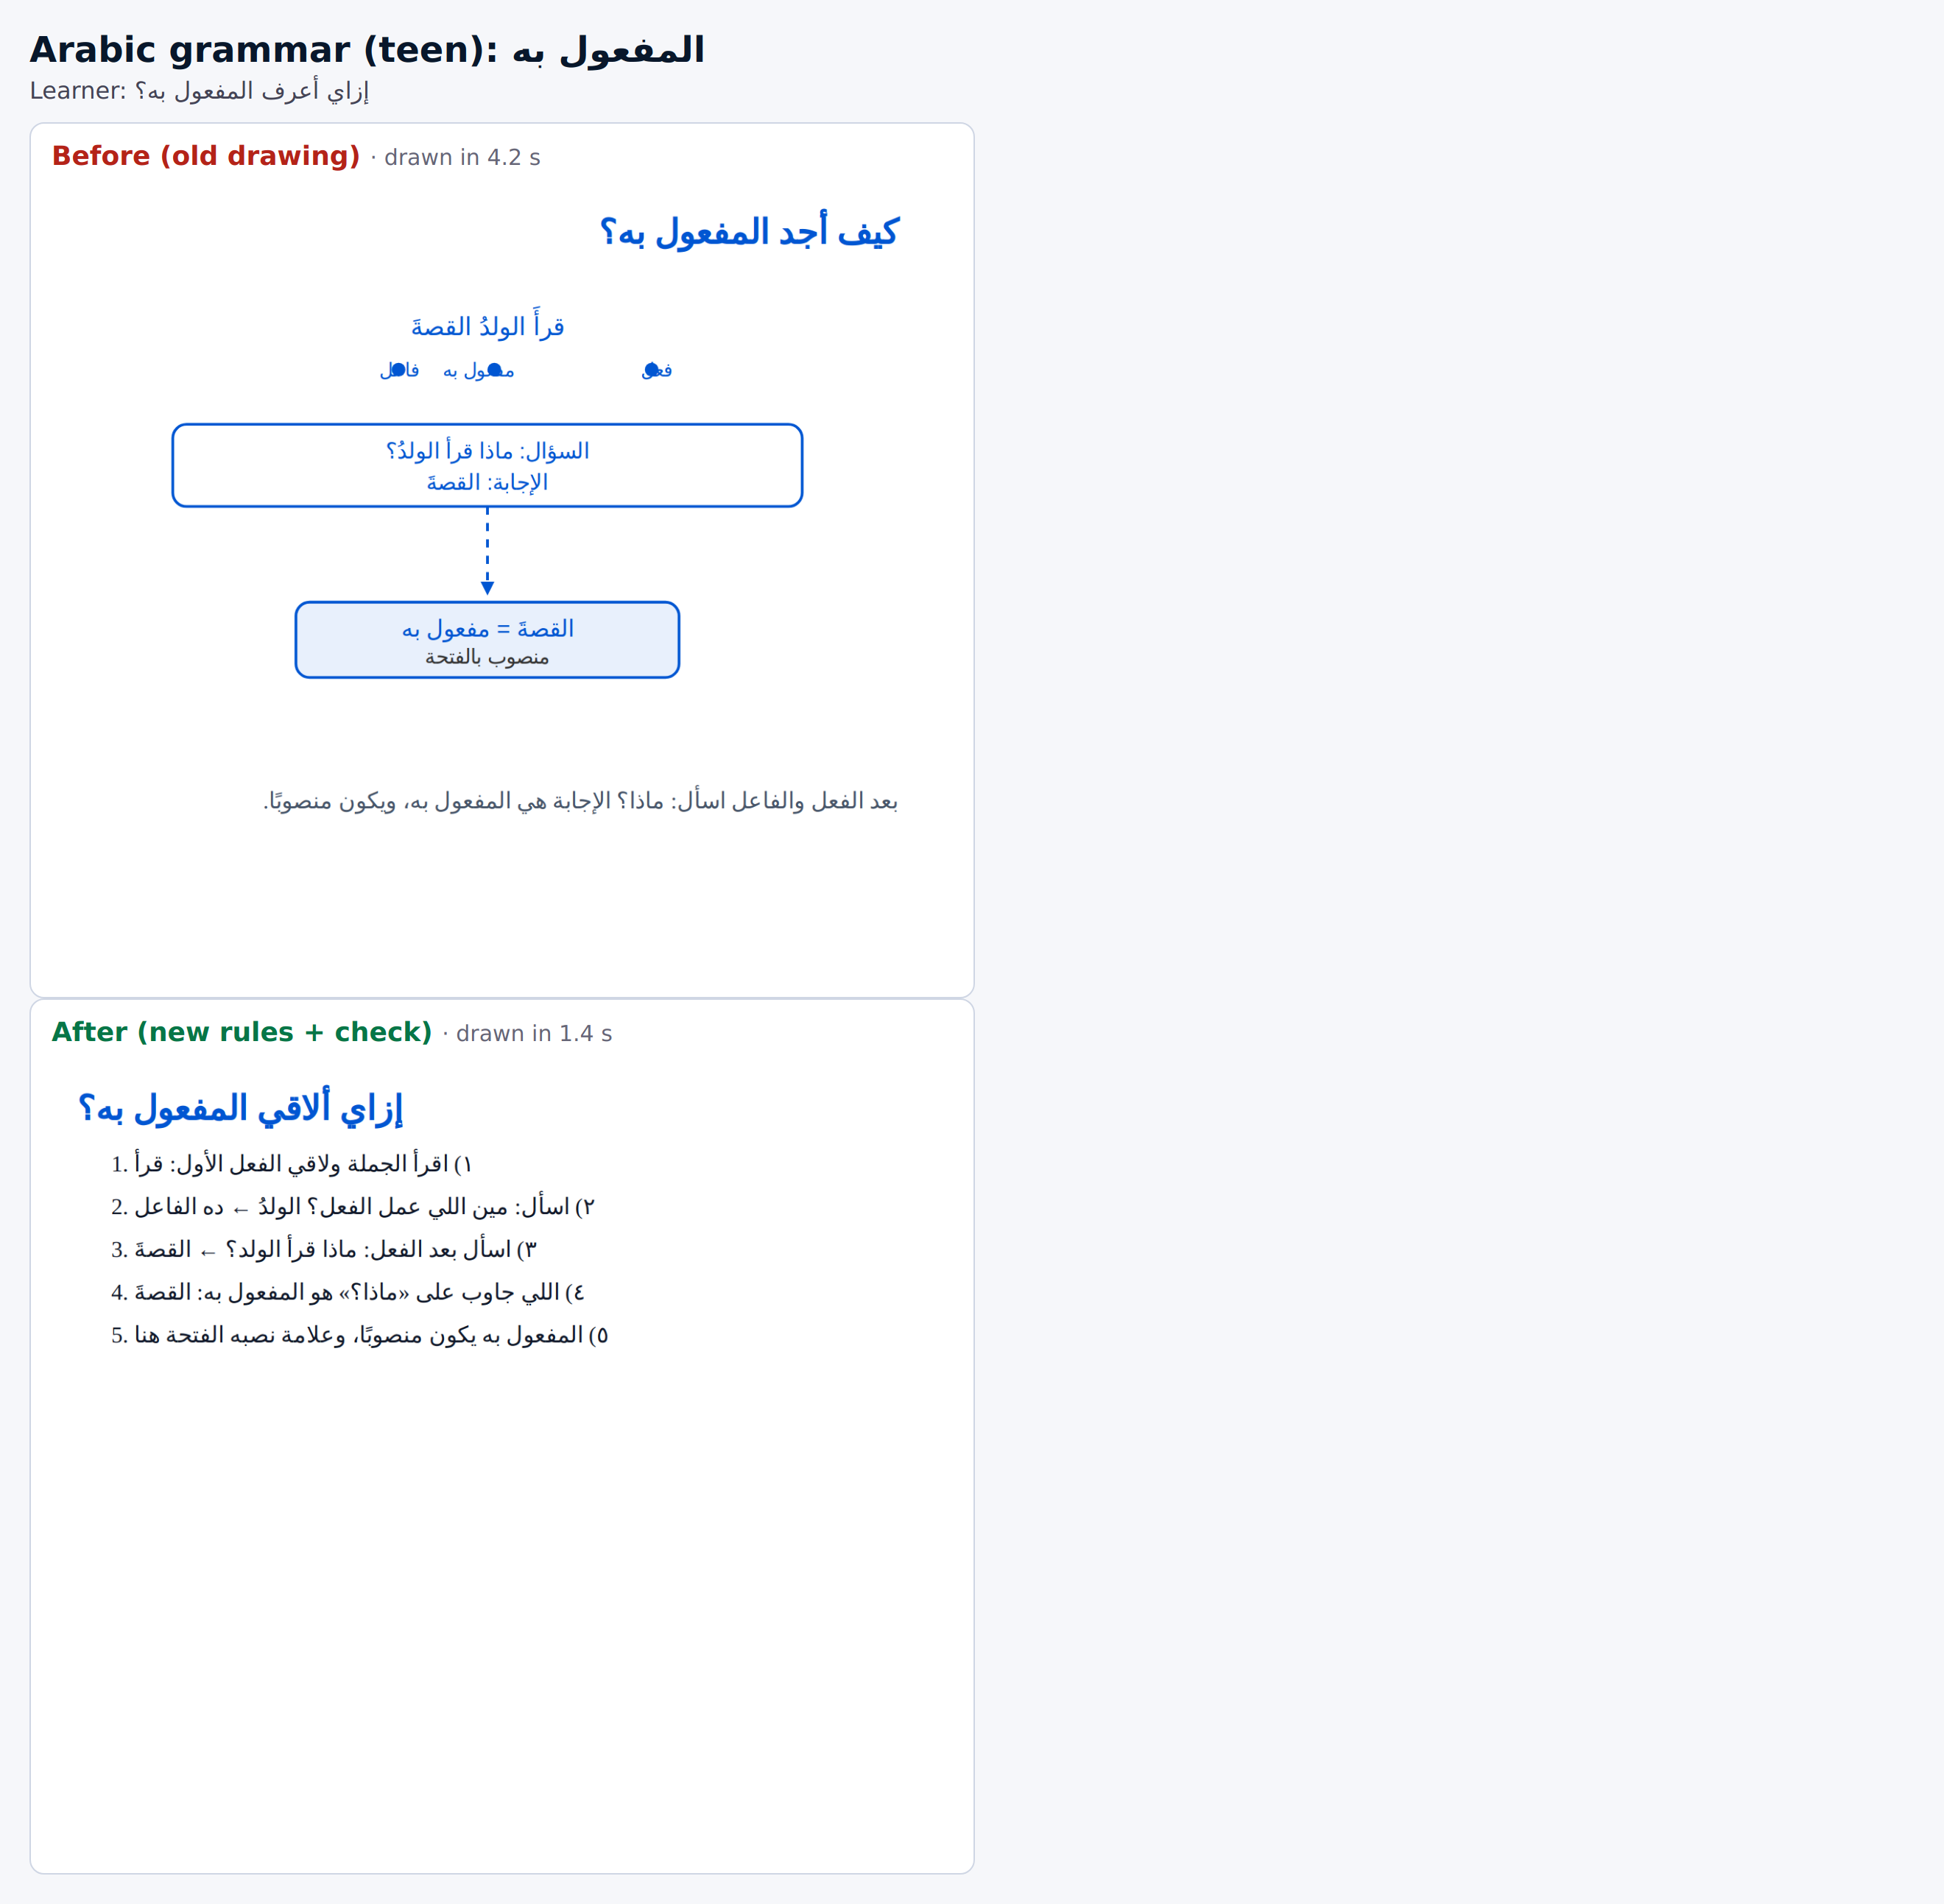 Arabic grammar (teen): المفعول به
Learner: إزاي أعرف المفعول به؟
Before (old drawing) · drawn in 4.2 s
كيف أجد المفعول به؟
قرأَ الولدُ القصةَ
فعل
مفعول به
فاعل
السؤال: ماذا قرأ الولدُ؟
الإجابة: القصةَ
القصةَ = مفعول به
منصوب بالفتحة
بعد الفعل والفاعل اسأل: ماذا؟ الإجابة هي المفعول به، ويكون منصوبًا.
After (new rules + check) · drawn in 1.4 s
إزاي ألاقي المفعول به؟
1. ١) اقرأ الجملة ولاقي الفعل الأول: قرأ
2. ٢) اسأل: مين اللي عمل الفعل؟ الولدُ ← ده الفاعل
3. ٣) اسأل بعد الفعل: ماذا قرأ الولد؟ ← القصةَ
4. ٤) اللي جاوب على «ماذا؟» هو المفعول به: القصةَ
5. ٥) المفعول به يكون منصوبًا، وعلامة نصبه الفتحة هنا